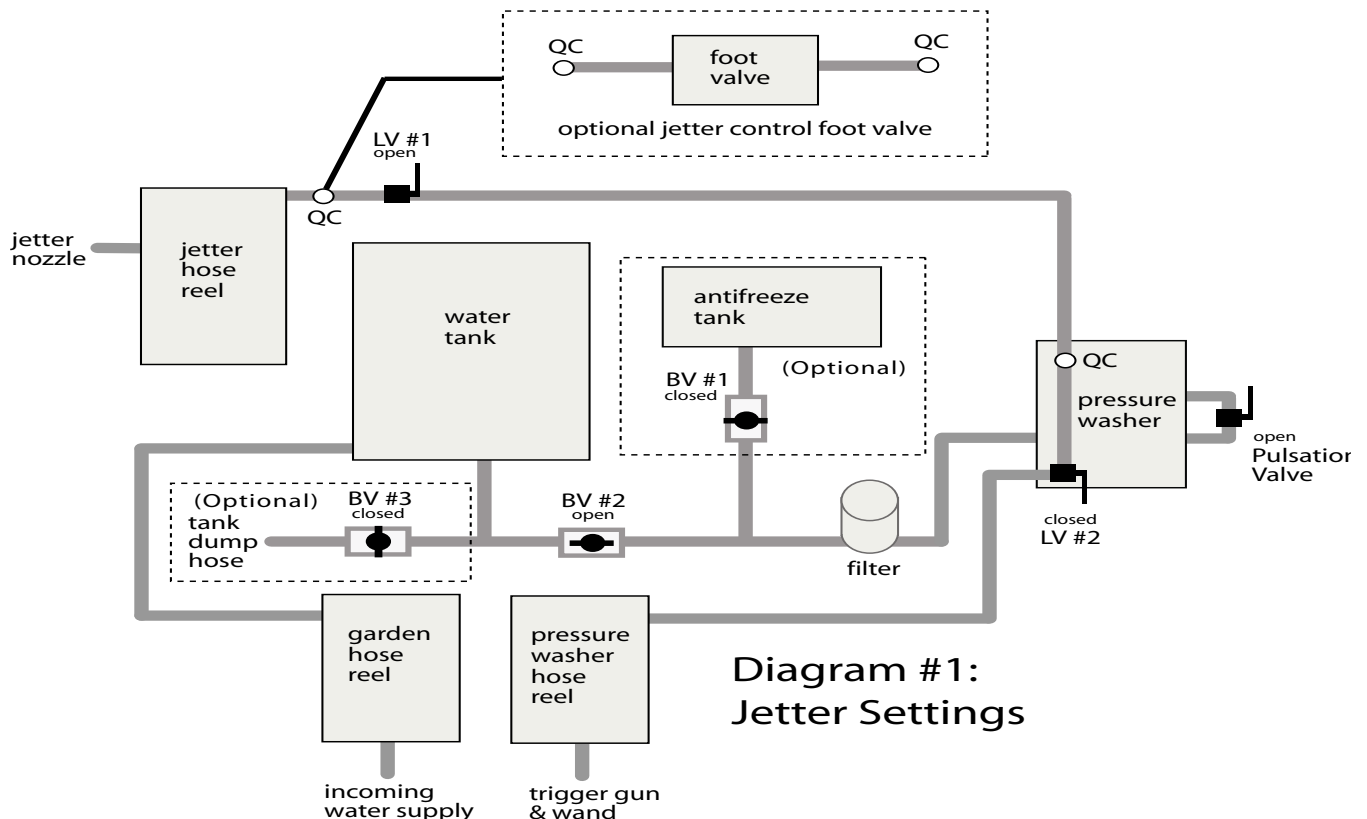 QC
foot
valve
QC
optional jetter control foot valve
LV #1
open
QC
jetter
nozzle
jetter
hose
reel
water
tank
antifreeze
tank
(Optional)
BV #1
closed
QC
pressure
washer
open
Pulsation
Valve
closed
LV #2
(Optional)
tank
dump
hose
BV #3
closed
BV #2
open
filter
garden
hose
reel
pressure
washer
hose
reel
Diagram #1:
Jetter Settings
incoming
water supply
trigger gun
& wand